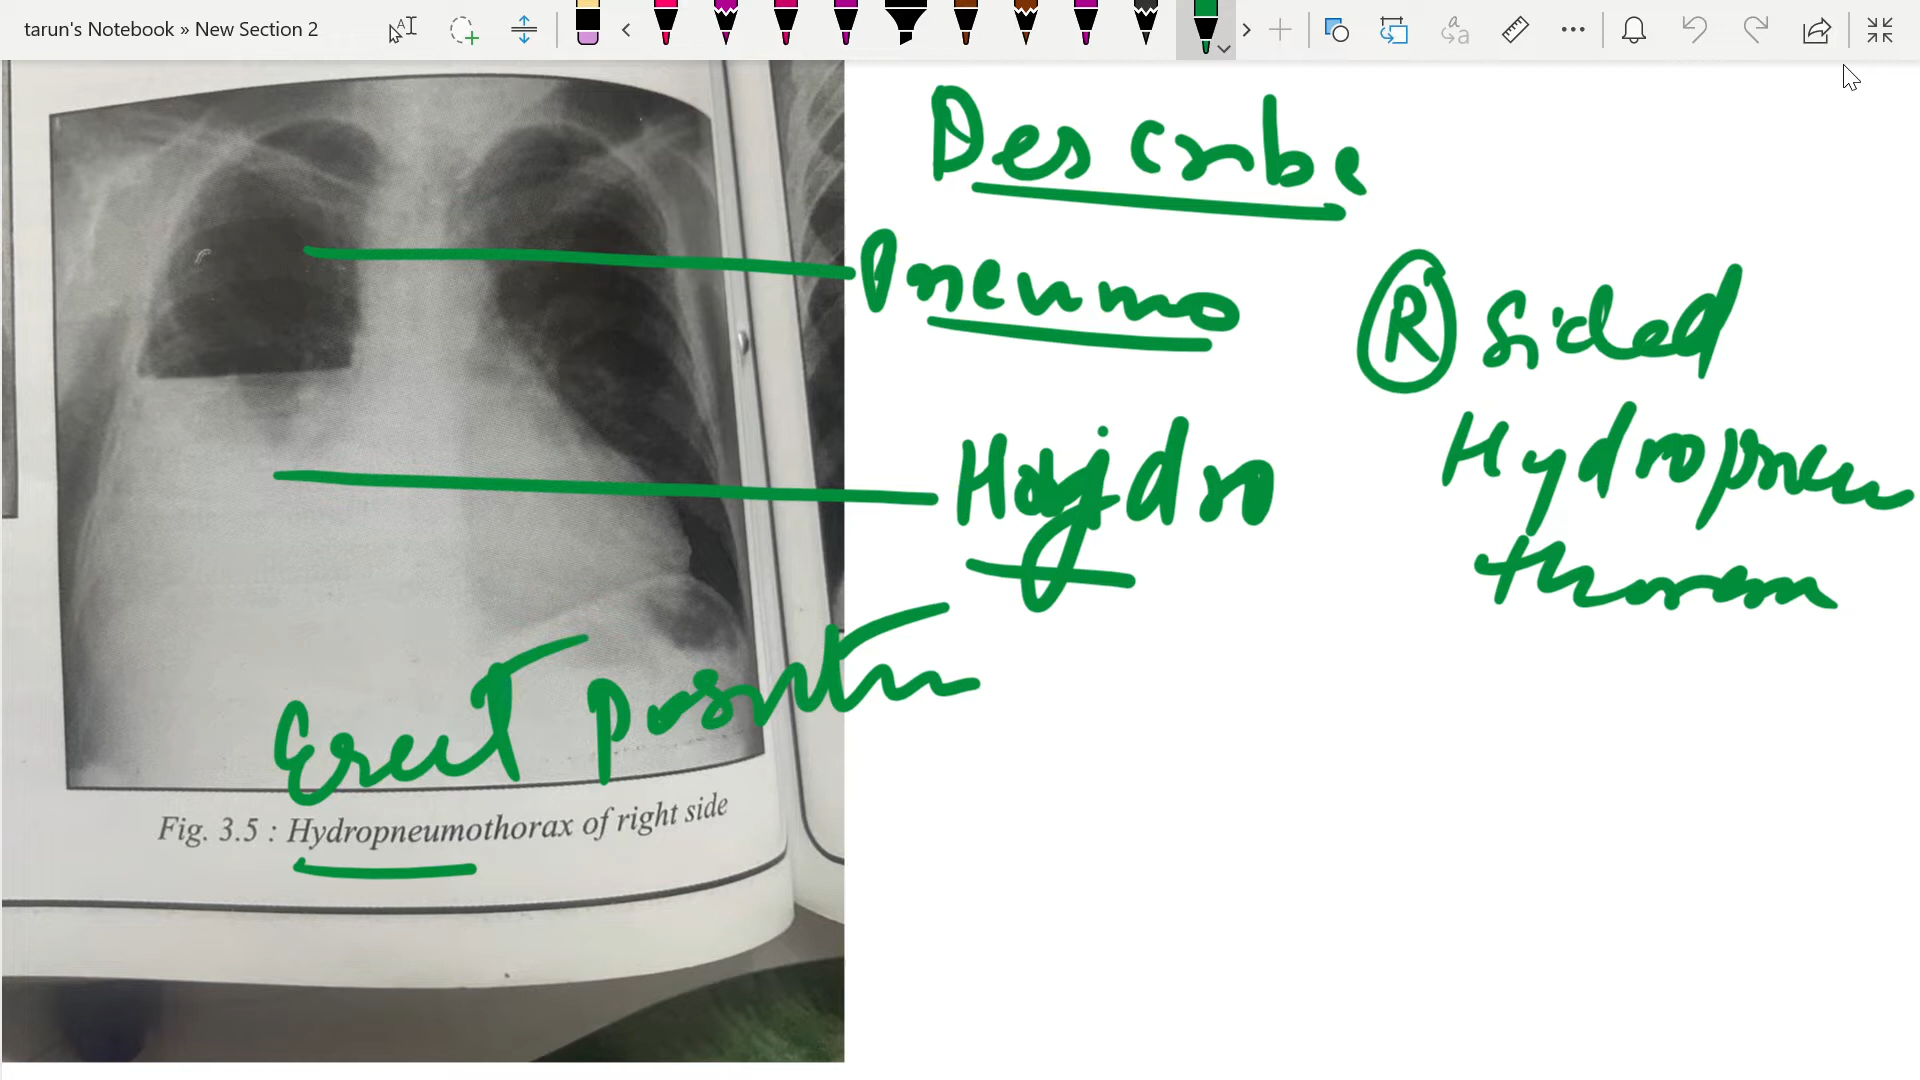 tarun's Notebook » New Section 2
Describe
Pneumo
R Sided
Hydropneu
thorax
Hydro
Erect position
Fig. 3.5 : Hydropneumothorax of right side